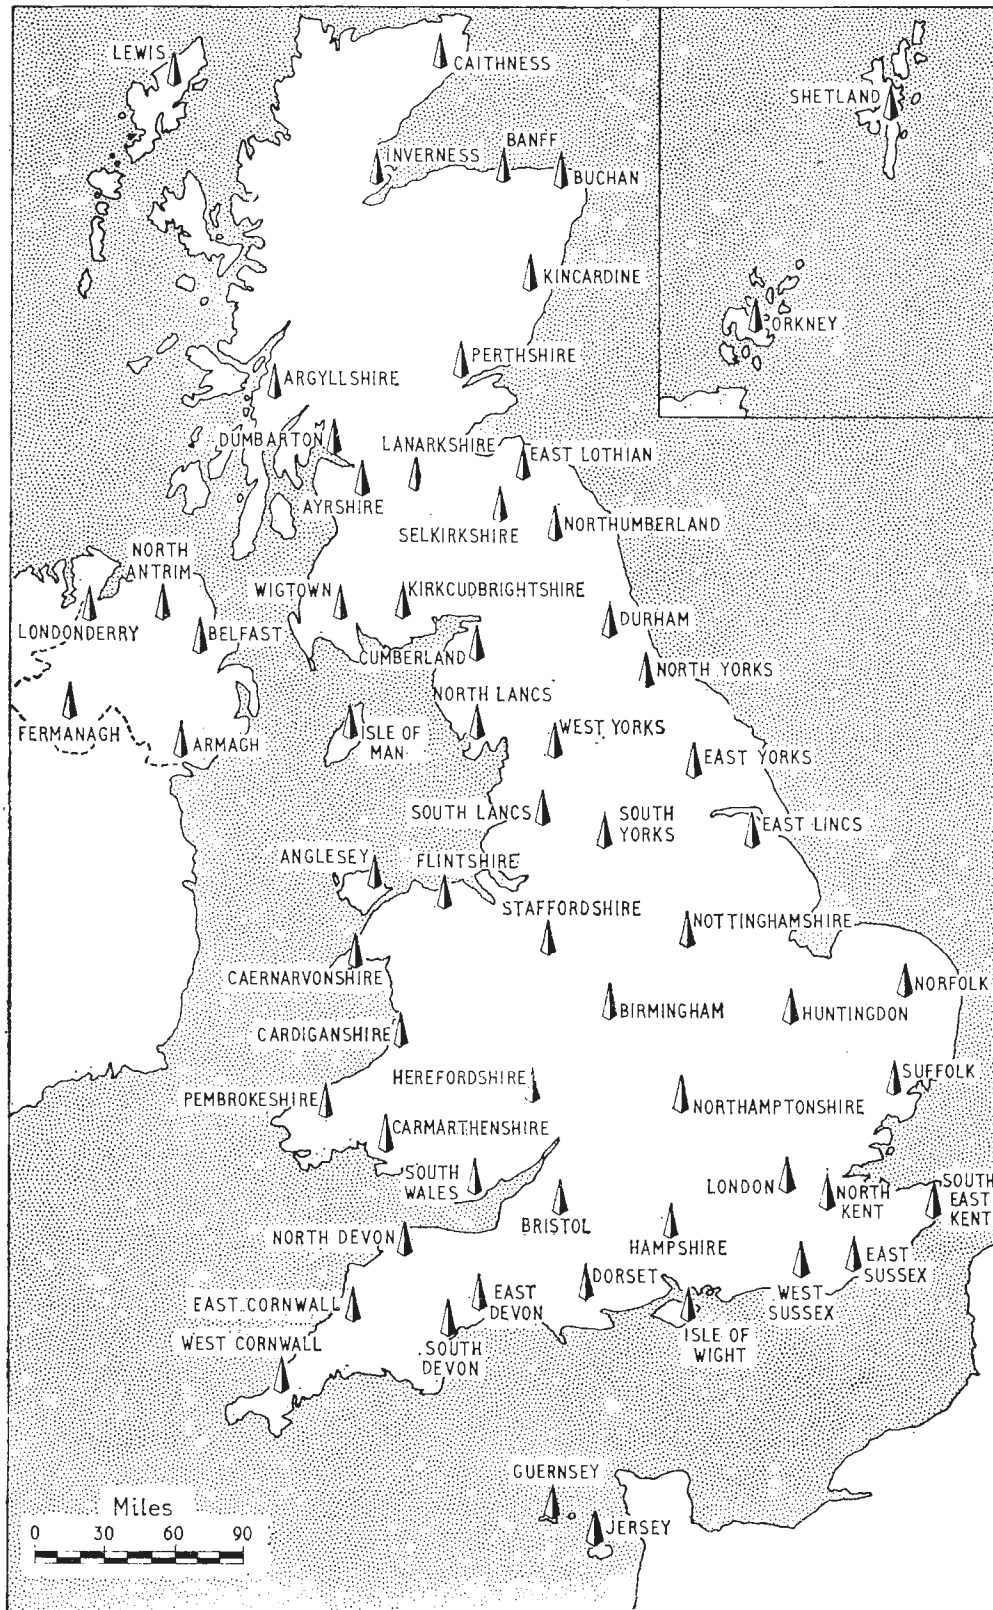 LEWIS
CAITHNESS
SHETLAND
BANFF
INVERNESS
BUCHAN
KINCARDINE
ORKNEY
PERTHSHIRE
ARGYLLSHIRE
DUMBARTON
LANARKSHIRE
EAST LOTHIAN
AYRSHIRE
SELKIRKSHIRE
NORTHUMBERLAND
NORTH
ANTRIM
WIGTOWN
KIRKCUDBRIGHTSHIRE
LONDONDERRY
BELFAST
DURHAM
CUMBERLAND
NORTH YORKS
NORTH LANCS
FERMANAGH
ARMAGH
ISLE OF
MAN
WEST YORKS
EAST YORKS
SOUTH LANCS
SOUTH
YORKS
EAST LINCS
ANGLESEY
FLINTSHIRE
STAFFORDSHIRE
NOTTINGHAMSHIRE
CAERNARVONSHIRE
NORFOLK
BIRMINGHAM
HUNTINGDON
CARDIGANSHIRE
HEREFORDSHIRE
SUFFOLK
PEMBROKESHIRE
NORTHAMPTONSHIRE
CARMARTHENSHIRE
SOUTH
WALES
LONDON
NORTH
KENT
SOUTH
EAST
KENT
BRISTOL
NORTH DEVON
HAMPSHIRE
EAST
SUSSEX
DORSET
WEST
SUSSEX
EAST CORNWALL
EAST
DEVON
ISLE OF
WIGHT
WEST CORNWALL
SOUTH
DEVON
GUERNSEY
JERSEY
Miles
0 30 60 90